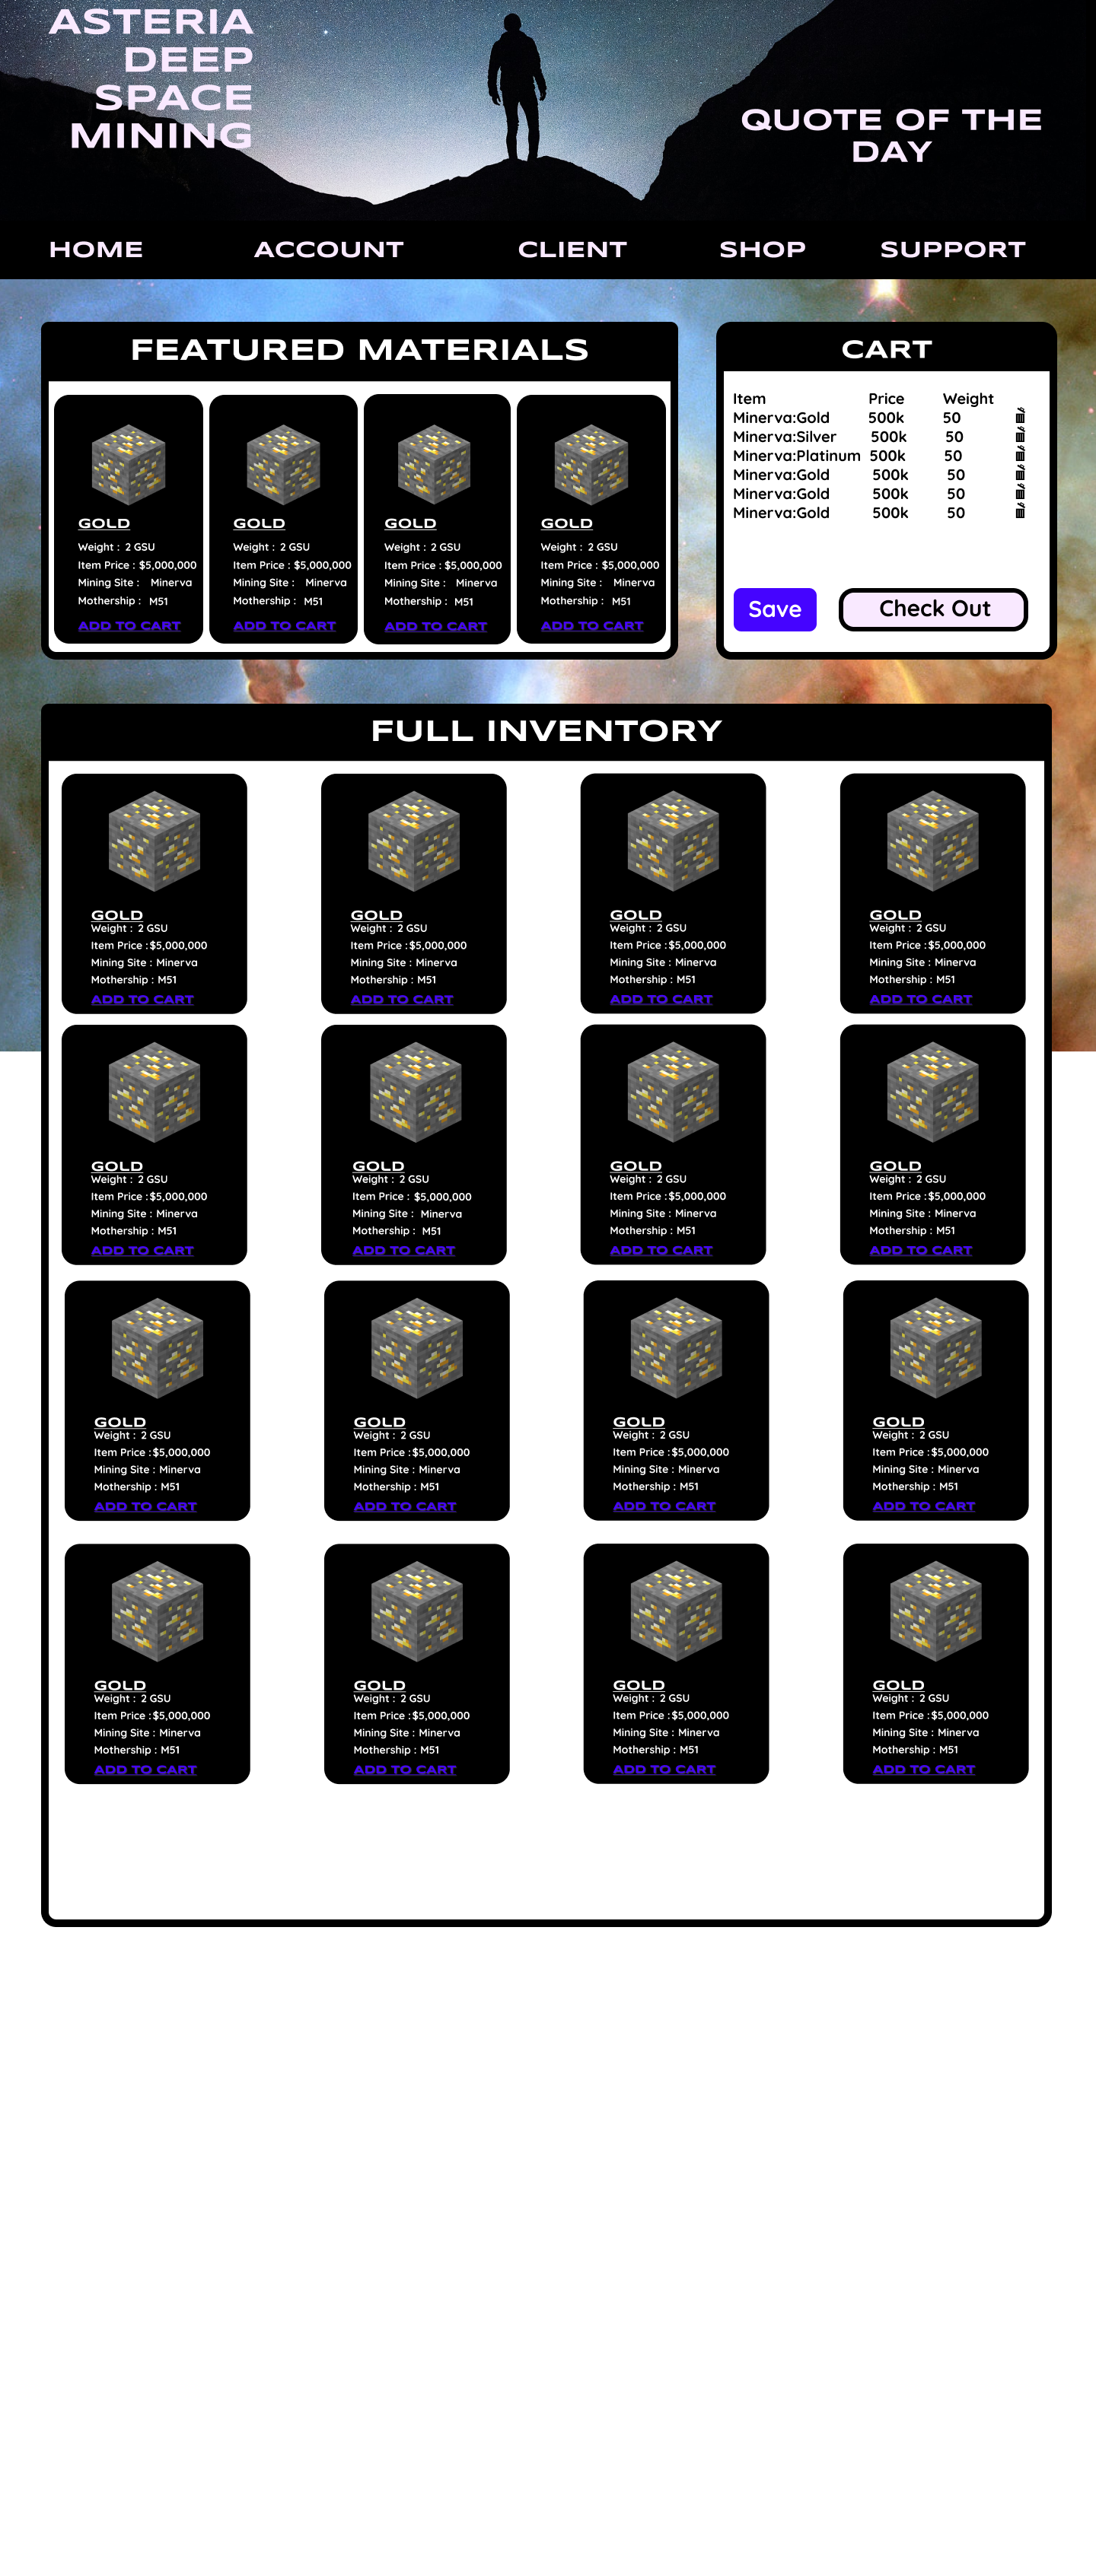 ASTERIA
DEEP
SPACE
MINING
QUOTE OF THE
DAY
HOME ACCOUNT CLIENT SHOP SUPPORT
FEATURED MATERIALS
GOLD GOLD GOLD GOLD
Weight : 2 GSU Weight : 2 GSU Weight : 2 GSU Weight : 2 GSU
Item Price : $5,000,000 Item Price : $5,000,000 Item Price : $5,000,000 Item Price : $5,000,000
Mining Site : Minerva Mining Site : Minerva Mining Site : Minerva Mining Site : Minerva
Mothership : M51 Mothership : M51 Mothership : M51 Mothership : M51
ADD TO CART ADD TO CART ADD TO CART ADD TO CART
CART
Item Price Weight
Minerva:Gold 500k 50
Minerva:Silver 500k 50
Minerva:Platinum 500k 50
Minerva:Gold 500k 50
Minerva:Gold 500k 50
Minerva:Gold 500k 50
Save Check Out
FULL INVENTORY
GOLD GOLD GOLD GOLD
Weight : 2 GSU Weight : 2 GSU Weight : 2 GSU Weight : 2 GSU
Item Price : $5,000,000 Item Price : $5,000,000 Item Price : $5,000,000 Item Price : $5,000,000
Mining Site : Minerva Mining Site : Minerva Mining Site : Minerva Mining Site : Minerva
Mothership : M51 Mothership : M51 Mothership : M51 Mothership : M51
ADD TO CART ADD TO CART ADD TO CART ADD TO CART
GOLD GOLD GOLD GOLD
Weight : 2 GSU Weight : 2 GSU Weight : 2 GSU Weight : 2 GSU
Item Price : $5,000,000 Item Price : $5,000,000 Item Price : $5,000,000 Item Price : $5,000,000
Mining Site : Minerva Mining Site : Minerva Mining Site : Minerva Mining Site : Minerva
Mothership : M51 Mothership : M51 Mothership : M51 Mothership : M51
ADD TO CART ADD TO CART ADD TO CART ADD TO CART
GOLD GOLD GOLD GOLD
Weight : 2 GSU Weight : 2 GSU Weight : 2 GSU Weight : 2 GSU
Item Price : $5,000,000 Item Price : $5,000,000 Item Price : $5,000,000 Item Price : $5,000,000
Mining Site : Minerva Mining Site : Minerva Mining Site : Minerva Mining Site : Minerva
Mothership : M51 Mothership : M51 Mothership : M51 Mothership : M51
ADD TO CART ADD TO CART ADD TO CART ADD TO CART
GOLD GOLD GOLD GOLD
Weight : 2 GSU Weight : 2 GSU Weight : 2 GSU Weight : 2 GSU
Item Price : $5,000,000 Item Price : $5,000,000 Item Price : $5,000,000 Item Price : $5,000,000
Mining Site : Minerva Mining Site : Minerva Mining Site : Minerva Mining Site : Minerva
Mothership : M51 Mothership : M51 Mothership : M51 Mothership : M51
ADD TO CART ADD TO CART ADD TO CART ADD TO CART